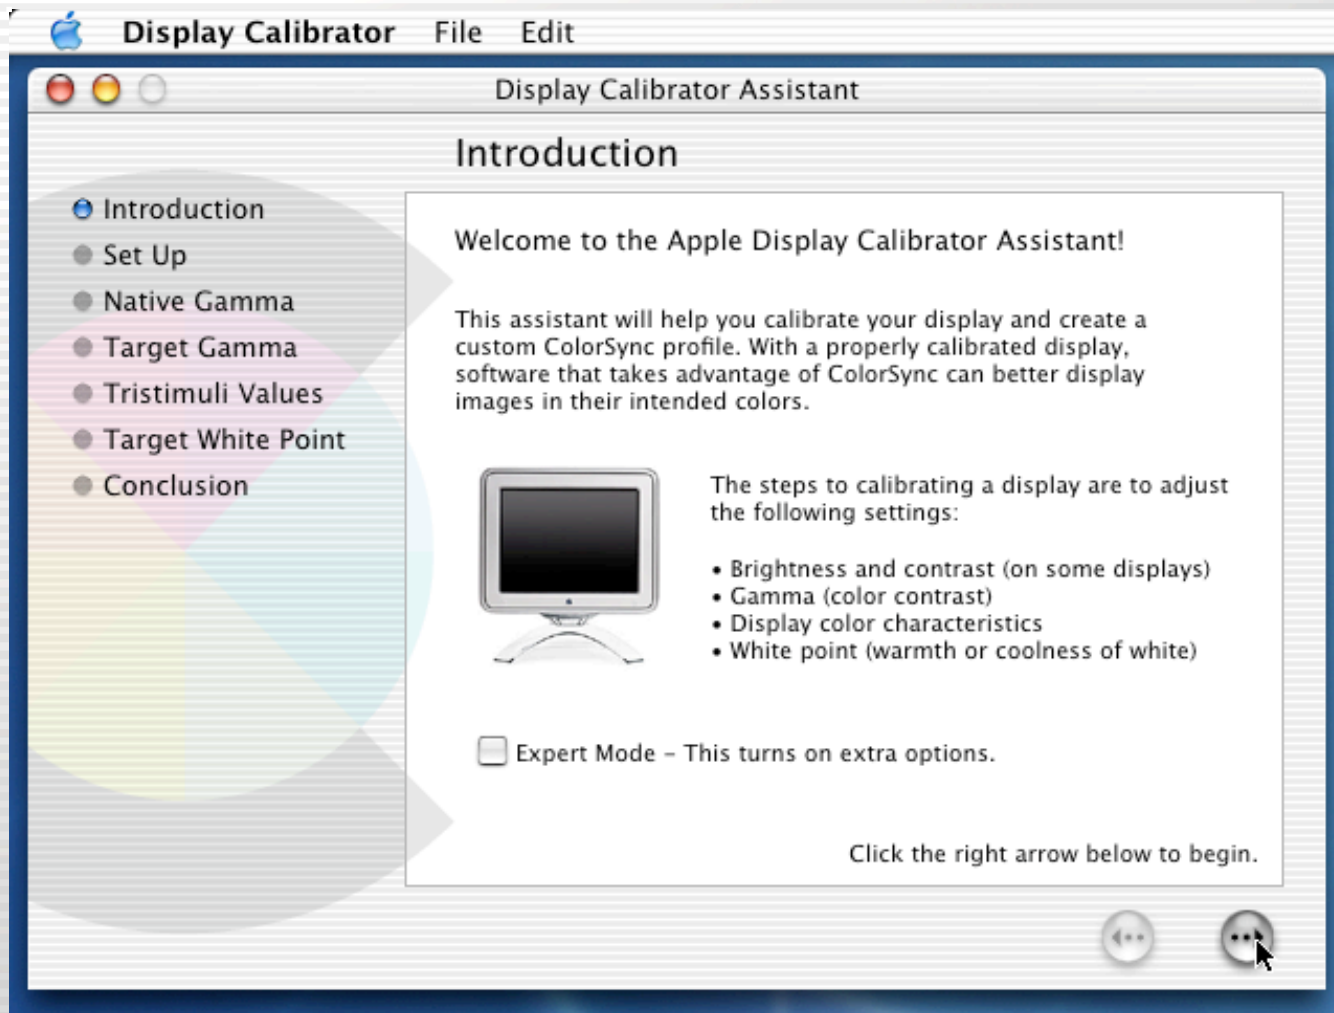 Display Calibrator File Edit
Display Calibrator Assistant
Introduction
Introduction
Set Up
Native Gamma
Target Gamma
Tristimuli Values
Target White Point
Conclusion
Welcome to the Apple Display Calibrator Assistant!
This assistant will help you calibrate your display and create a
custom ColorSync profile. With a properly calibrated display,
software that takes advantage of ColorSync can better display
images in their intended colors.
The steps to calibrating a display are to adjust
the following settings:
• Brightness and contrast (on some displays)
• Gamma (color contrast)
• Display color characteristics
• White point (warmth or coolness of white)
Expert Mode – This turns on extra options.
Click the right arrow below to begin.